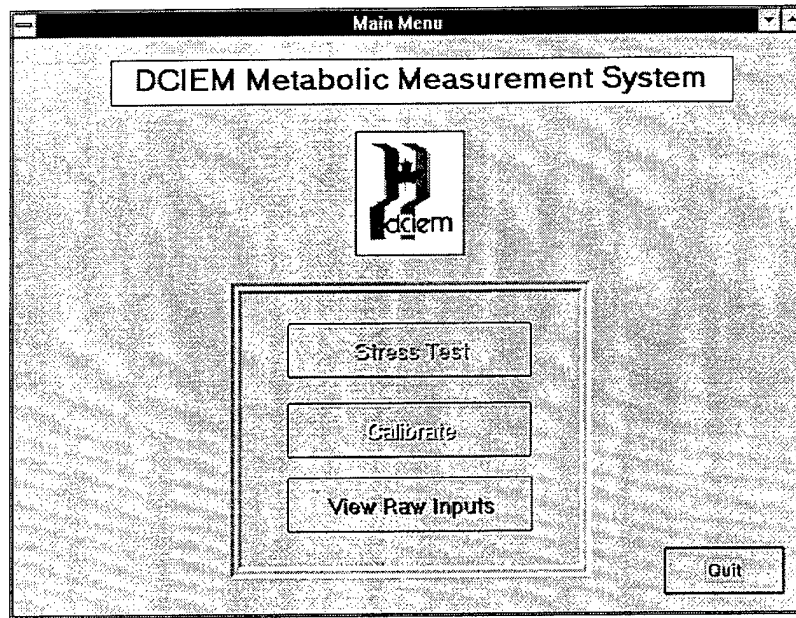 Main Menu
DCIEM Metabolic Measurement System
dciem
Stress Test
Calibrate
View Raw Inputs
Quit